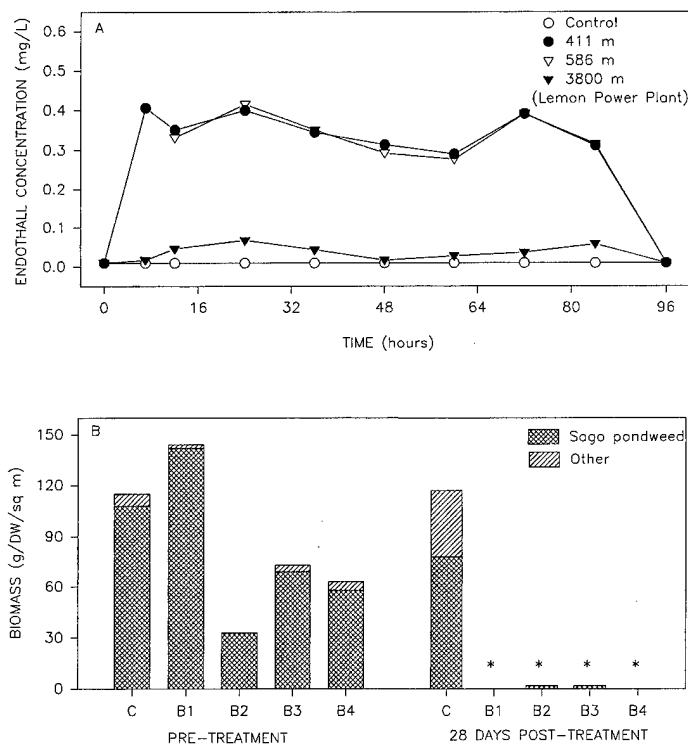 A
Control
411 m
586 m
3800 m
(Lemon Power Plant)
ENDOTHALL CONCENTRATION (mg/L)
0.6
0.5
0.4
0.3
0.2
0.1
0.0
0 16 32 48 64 80 96
TIME (hours)
B
Sago pondweed
Other
BIOMASS (g/DW/sq m)
150
120
90
60
30
0
* * * *
C B1 B2 B3 B4 C B1 B2 B3 B4
PRE-TREATMENT 28 DAYS POST-TREATMENT